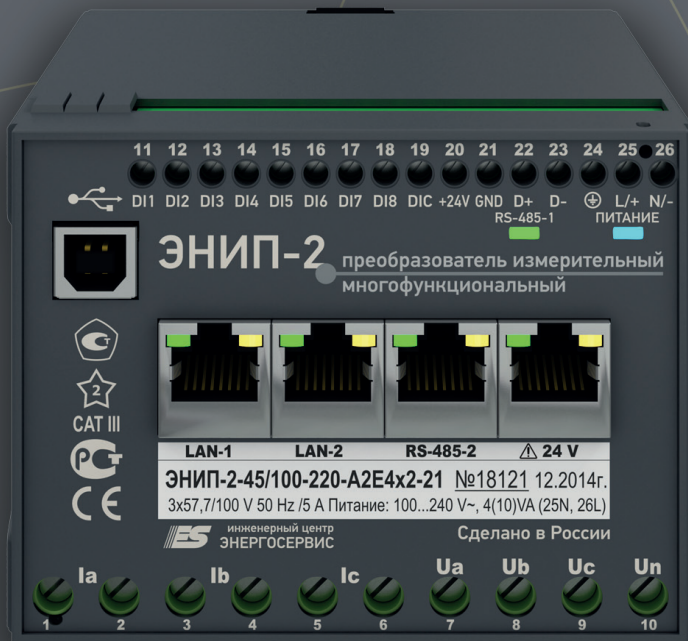 11 12 13 14 15 16 17 18 19 20 21 22 23 24 25 26
DI1 DI2 DI3 DI4 DI5 DI6 DI7 DI8 DIC +24V GND D+ D- L/+ N/-
RS-485-1 ПИТАНИЕ
ЭНИП-2 преобразователь измерительный
многофункциональный
2
CAT III
LAN-1 LAN-2 RS-485-2 24 V
ЭНИП-2-45/100-220-A2E4x2-21 №18121 12.2014г.
3x57,7/100 V 50 Hz /5 A Питание: 100...240 V~, 4(10)VA (25N, 26L)
PCT
CE
ES инженерный центр
ЭНЕРГОСЕРВИС
Сделано в России
Ia Ib Ic Ua Ub Uc Un
1 2 3 4 5 6 7 8 9 10